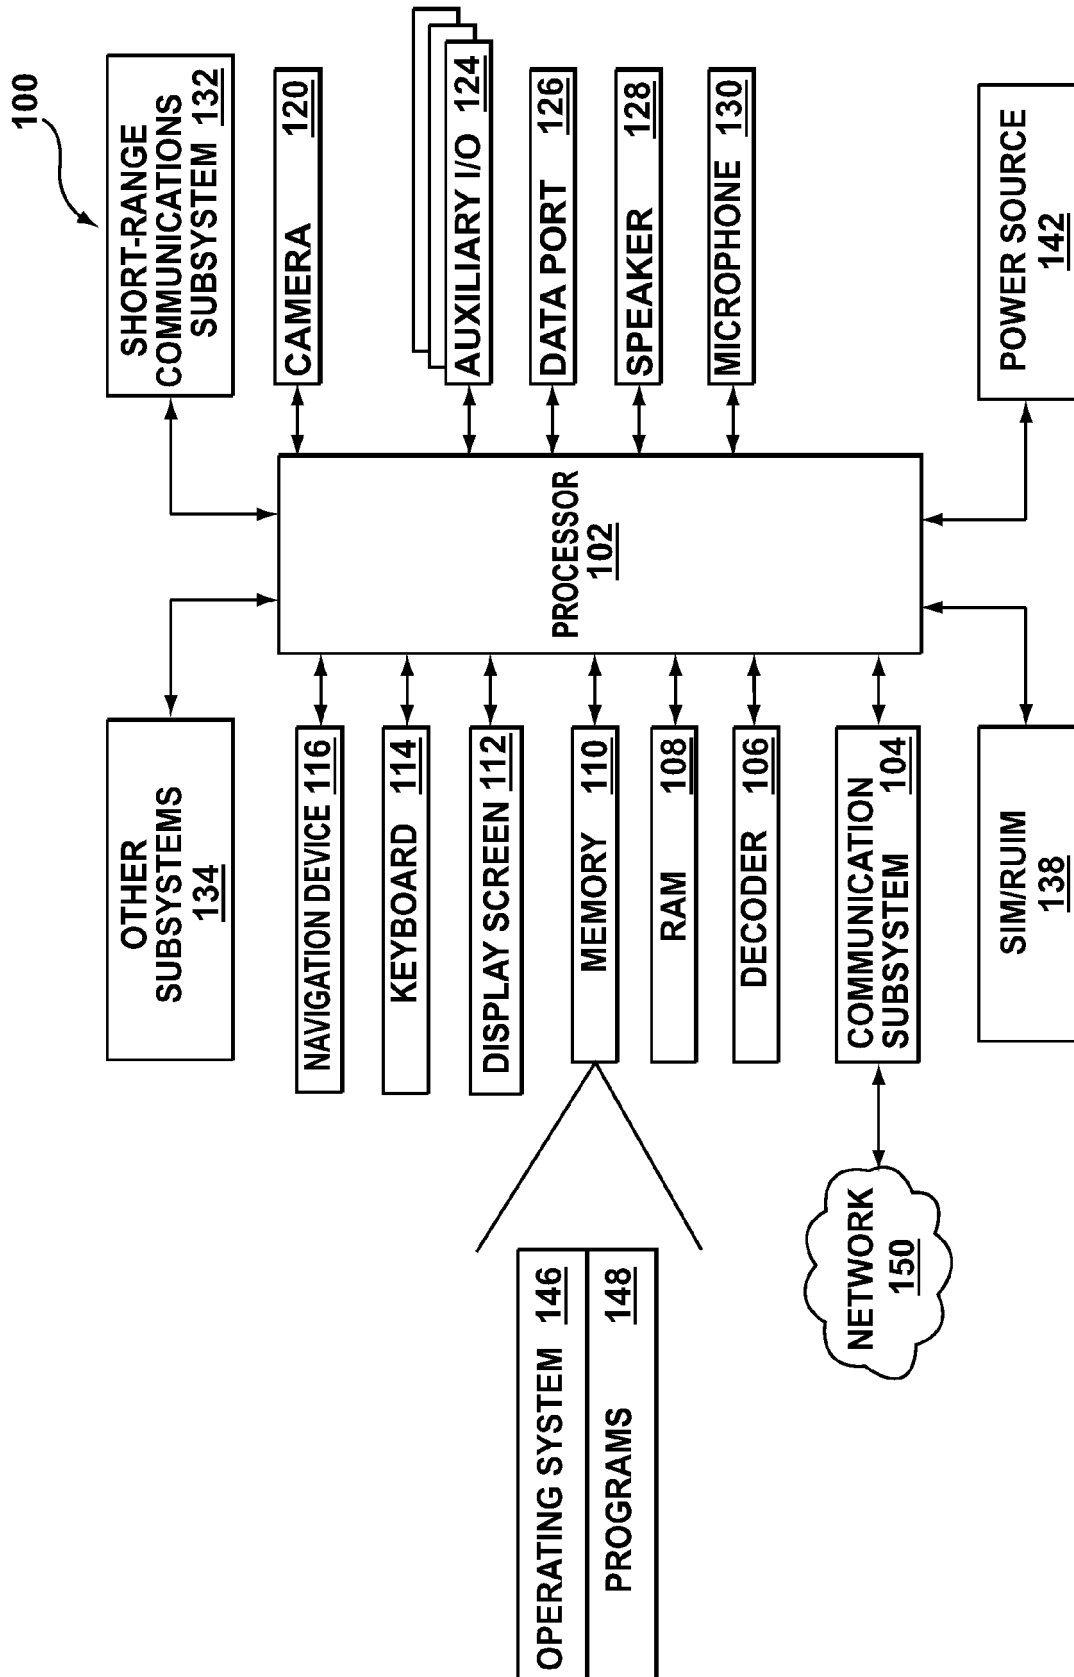 100
SHORT-RANGE
COMMUNICATIONS
SUBSYSTEM 132
OTHER
SUBSYSTEMS
134
CAMERA 120
AUXILIARY I/O 124
DATA PORT 126
SPEAKER 128
MICROPHONE 130
PROCESSOR
102
NAVIGATION DEVICE 116
KEYBOARD 114
DISPLAY SCREEN 112
MEMORY 110
RAM 108
DECODER 106
COMMUNICATION
SUBSYSTEM 104
OPERATING SYSTEM 146
PROGRAMS 148
NETWORK
150
SIM/RUIM
138
POWER SOURCE
142